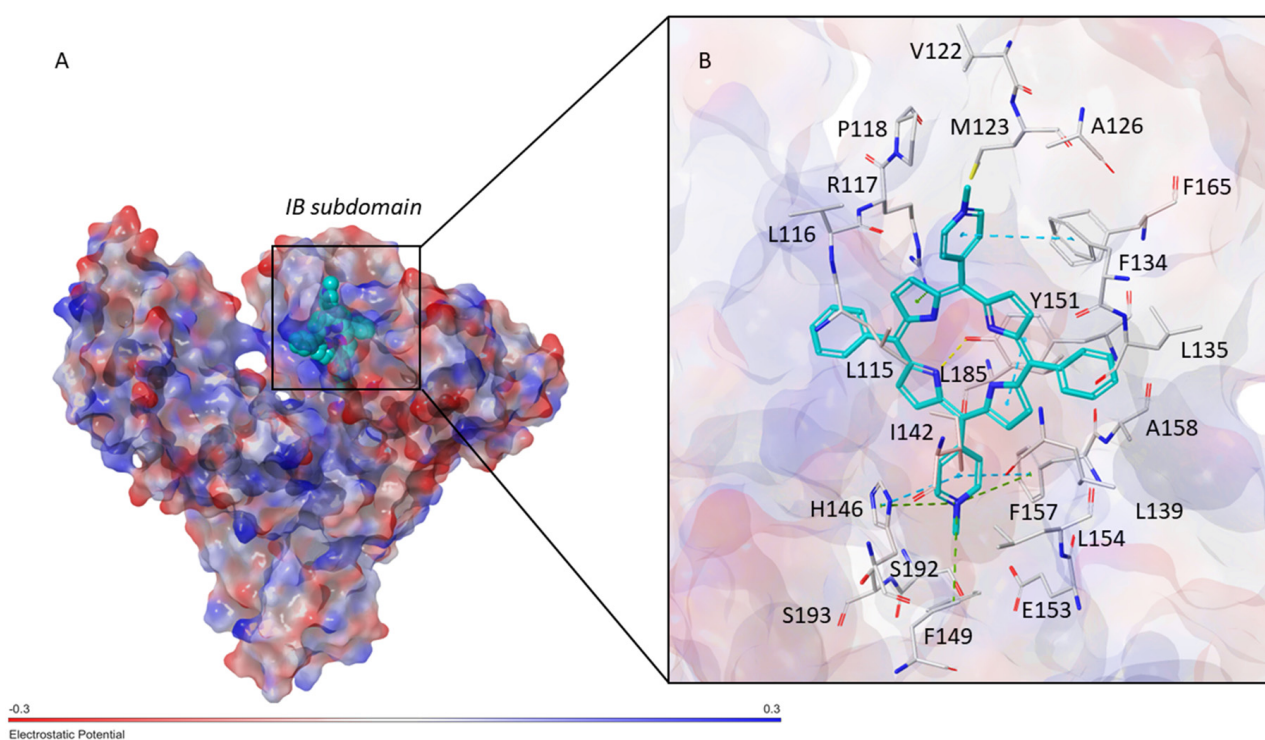 A
IB subdomain
-0.3
0.3
Electrostatic Potential
B
V122
P118
M123
A126
R117
F165
L116
F134
Y151
L135
L115
L185
I142
A158
H146
F157
L139
L154
S192
E153
S193
F149